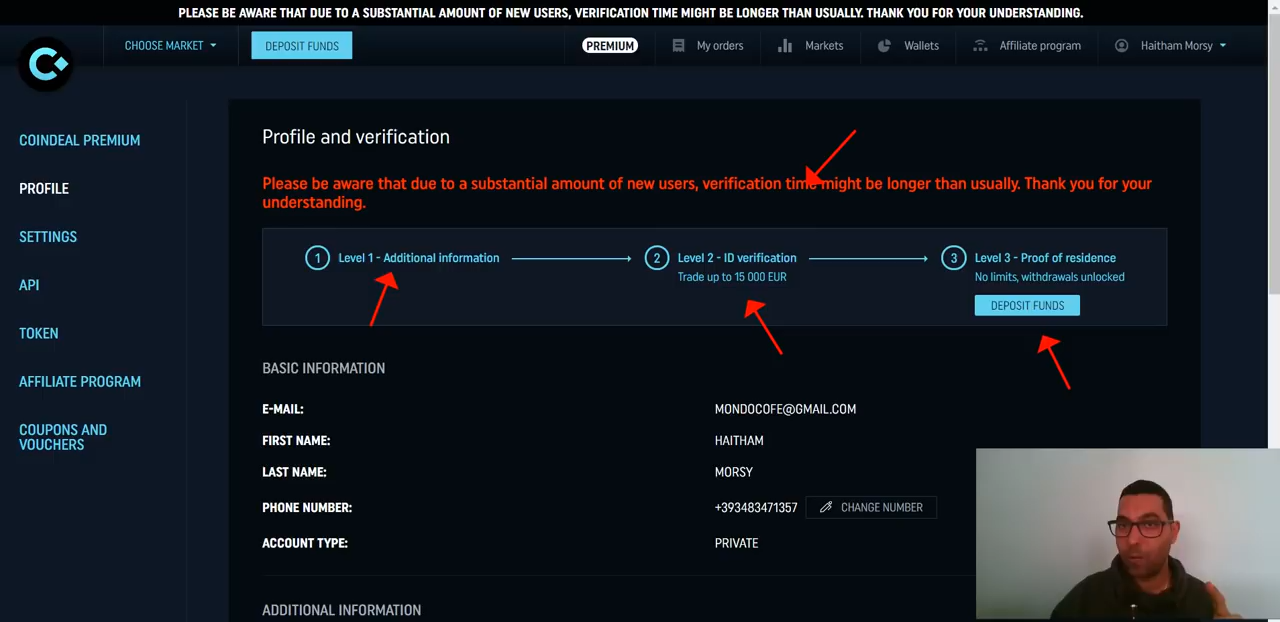 PLEASE BE AWARE THAT DUE TO A SUBSTANTIAL AMOUNT OF NEW USERS, VERIFICATION TIME MIGHT BE LONGER THAN USUALLY. THANK YOU FOR YOUR UNDERSTANDING.
CHOOSE MARKET
DEPOSIT FUNDS
PREMIUM
My orders
Markets
Wallets
Affiliate program
Haitham Morsy
COINDEAL PREMIUM
PROFILE
SETTINGS
API
TOKEN
AFFILIATE PROGRAM
COUPONS AND
VOUCHERS
Profile and verification
Please be aware that due to a substantial amount of new users, verification time might be longer than usually. Thank you for your
understanding.
1 Level 1 - Additional information
2 Level 2 - ID verification
Trade up to 15 000 EUR
3 Level 3 - Proof of residence
No limits, withdrawals unlocked
DEPOSIT FUNDS
BASIC INFORMATION
E-MAIL: MONDOCOFE@GMAIL.COM
FIRST NAME: HAITHAM
LAST NAME: MORSY
PHONE NUMBER: +393483471357 CHANGE NUMBER
ACCOUNT TYPE: PRIVATE
ADDITIONAL INFORMATION